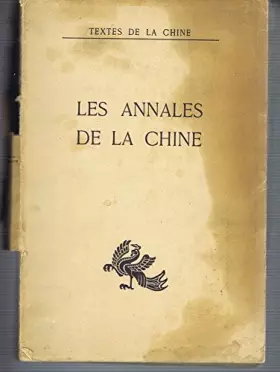 TEXTES DE LA CHINE
LES ANNALES
DE LA CHINE